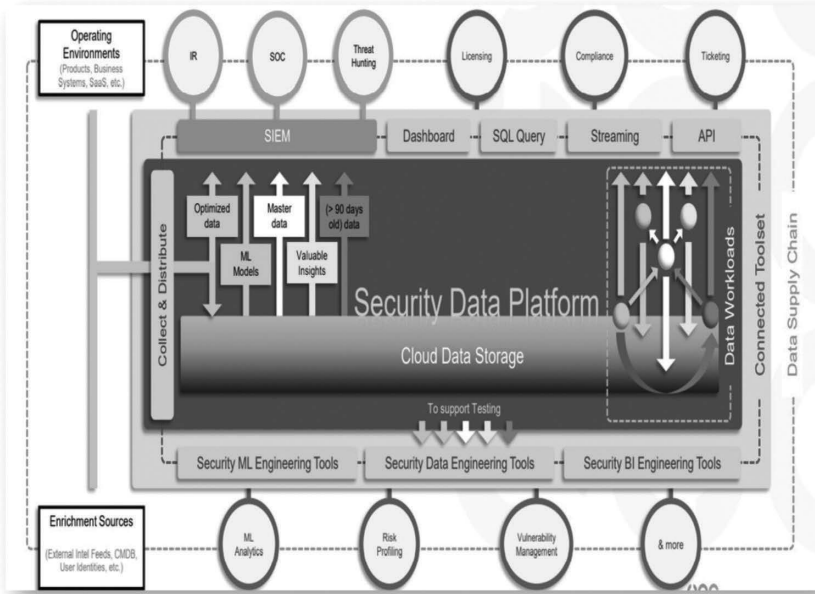 Operating
Environments
(Products, Business
Systems, SaaS, etc.)
IR
SOC
Threat
Hunting
Licensing
Compliance
Ticketing
SIEM
Dashboard
SQL Query
Streaming
API
Collect & Distribute
Optimized
data
ML
Models
Master
data
Valuable
Insights
(> 90 days
old) data
Security Data Platform
Cloud Data Storage
Data Workloads
Connected Toolset
Data Supply Chain
To support Testing
Security ML Engineering Tools
Security Data Engineering Tools
Security BI Engineering Tools
Enrichment Sources
(External Intel Feeds, CMDB,
User Identities, etc.)
ML
Analytics
Risk
Profiling
Vulnerability
Management
& more